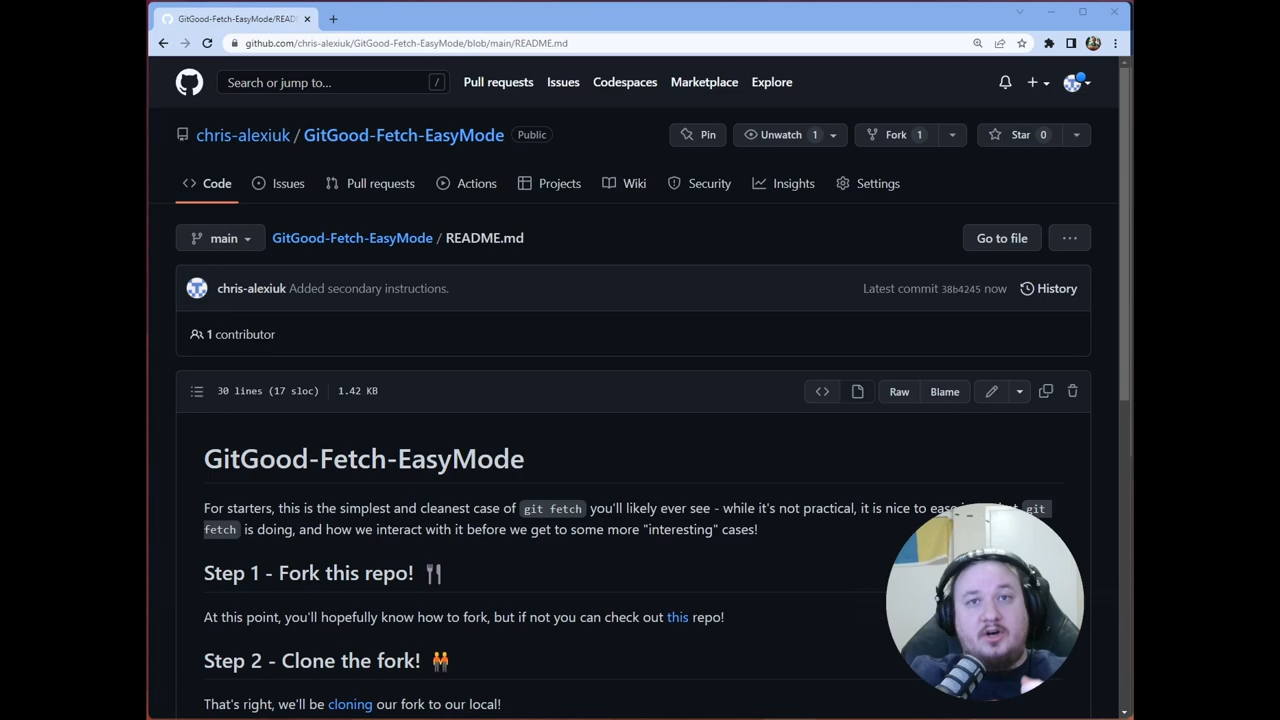 GitGood-Fetch-EasyMode/READ
github.com/chris-alexiuk/GitGood-Fetch-EasyMode/blob/main/README.md
Search or jump to... / Pull requests Issues Codespaces Marketplace Explore
chris-alexiuk / GitGood-Fetch-EasyMode Public Pin Unwatch 1 Fork 1 Star 0
Code Issues Pull requests Actions Projects Wiki Security Insights Settings
main GitGood-Fetch-EasyMode / README.md Go to file ...
chris-alexiuk Added secondary instructions. Latest commit 38b4245 now History
1 contributor
30 lines (17 sloc) 1.42 KB Raw Blame
GitGood-Fetch-EasyMode
For starters, this is the simplest and cleanest case of git fetch you'll likely ever see - while it's not practical, it is nice to git
fetch is doing, and how we interact with it before we get to some more "interesting" cases!
Step 1 - Fork this repo!
At this point, you'll hopefully know how to fork, but if not you can check out this repo!
Step 2 - Clone the fork!
That's right, we'll be cloning our fork to our local!